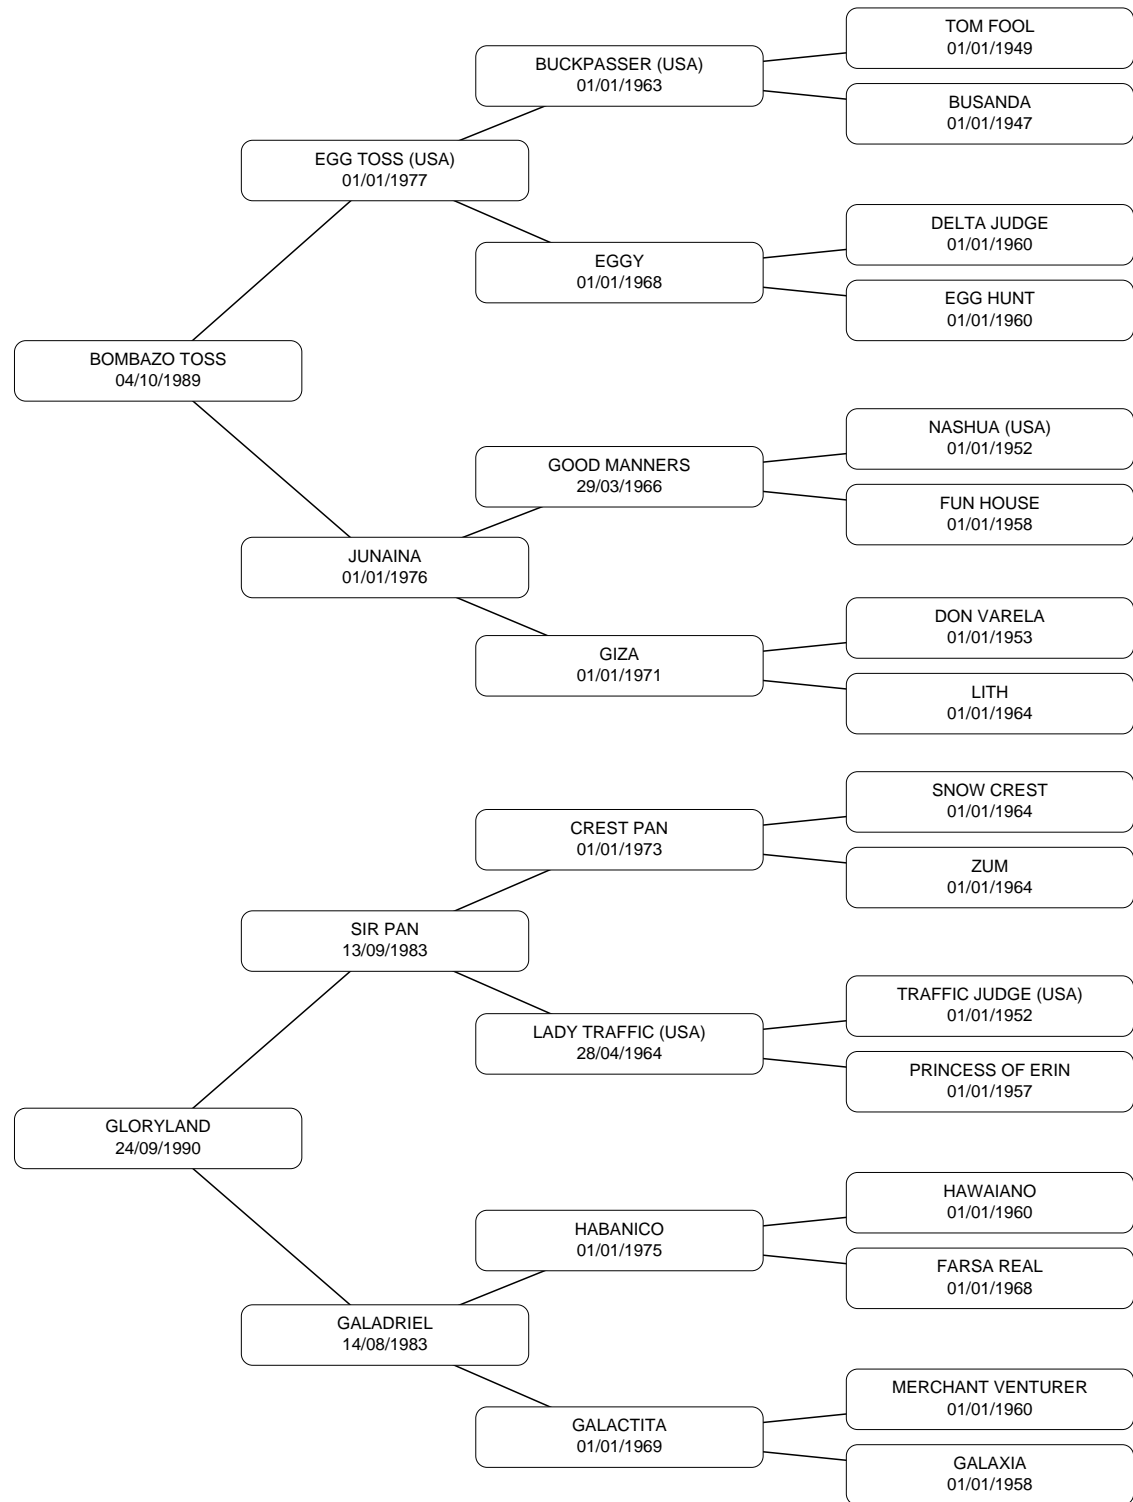 TOM FOOL
01/01/1949
BUCKPASSER (USA)
01/01/1963
BUSANDA
01/01/1947
EGG TOSS (USA)
01/01/1977
DELTA JUDGE
01/01/1960
EGGY
01/01/1968
EGG HUNT
01/01/1960
BOMBAZO TOSS
04/10/1989
NASHUA (USA)
01/01/1952
GOOD MANNERS
29/03/1966
FUN HOUSE
01/01/1958
JUNAINA
01/01/1976
DON VARELA
01/01/1953
GIZA
01/01/1971
LITH
01/01/1964
SNOW CREST
01/01/1964
CREST PAN
01/01/1973
ZUM
01/01/1964
SIR PAN
13/09/1983
TRAFFIC JUDGE (USA)
01/01/1952
LADY TRAFFIC (USA)
28/04/1964
PRINCESS OF ERIN
01/01/1957
GLORYLAND
24/09/1990
HAWAIANO
01/01/1960
HABANICO
01/01/1975
FARSA REAL
01/01/1968
GALADRIEL
14/08/1983
MERCHANT VENTURER
01/01/1960
GALACTITA
01/01/1969
GALAXIA
01/01/1958